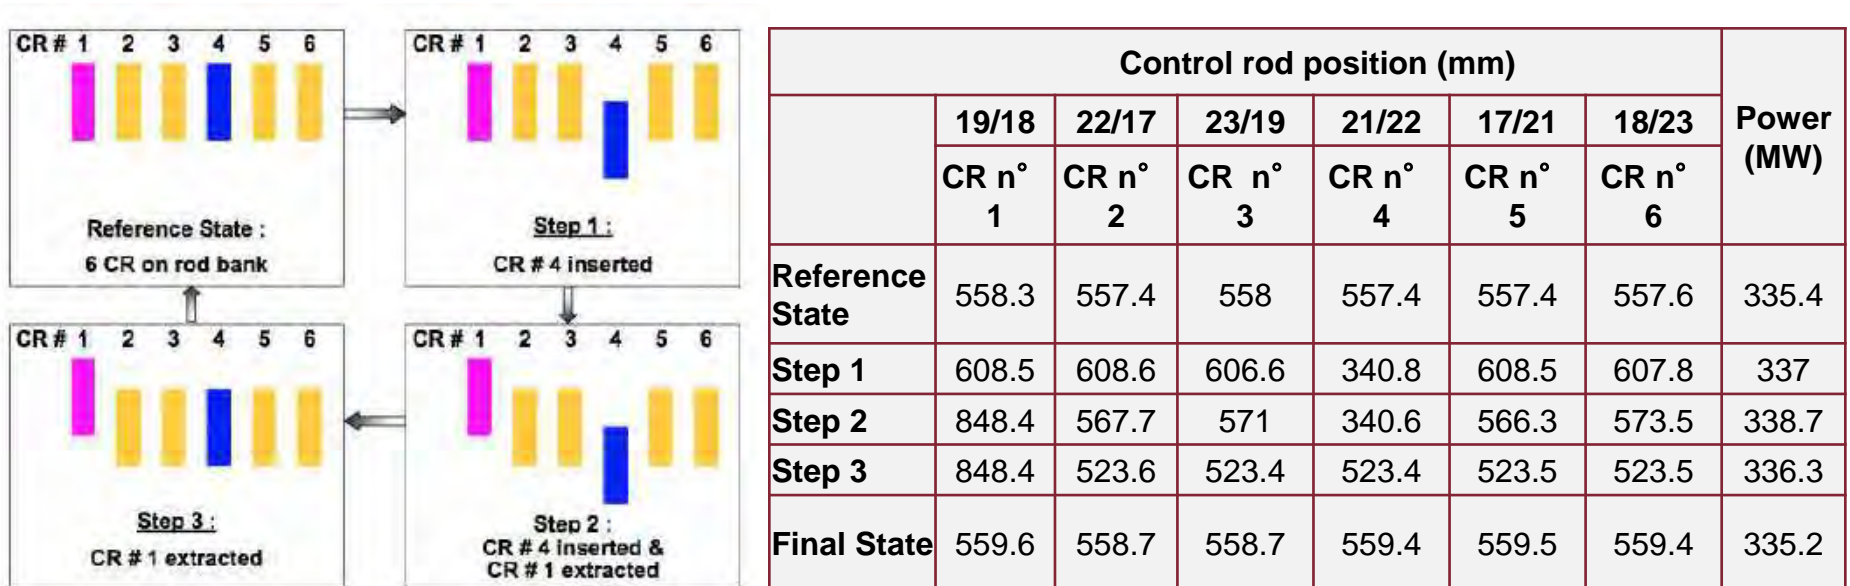 CR # 1 2 3 4 5 6
Reference State :
6 CR on rod bank
CR # 1 2 3 4 5 6
Step 1 :
CR # 4 inserted
CR # 1 2 3 4 5 6
Step 3 :
CR # 1 extracted
CR # 1 2 3 4 5 6
Step 2 :
CR # 4 inserted &
CR # 1 extracted
Control rod position (mm)
Power
(MW)
19/18 22/17 23/19 21/22 17/21 18/23
CR n° 1 CR n° 2 CR n° 3 CR n° 4 CR n° 5 CR n° 6
Reference State 558.3 557.4 558 557.4 557.4 557.6 335.4
Step 1 608.5 608.6 606.6 340.8 608.5 607.8 337
Step 2 848.4 567.7 571 340.6 566.3 573.5 338.7
Step 3 848.4 523.6 523.4 523.4 523.5 523.5 336.3
Final State 559.6 558.7 558.7 559.4 559.5 559.4 335.2